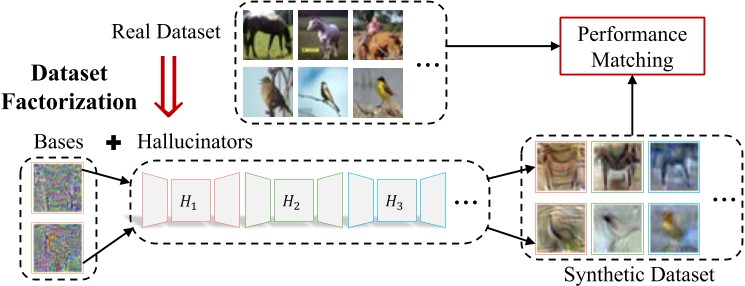 Real Dataset
Performance
Matching
Dataset
Factorization
Bases + Hallucinators
H₁
H₂
H₃
...
...
...
Synthetic Dataset